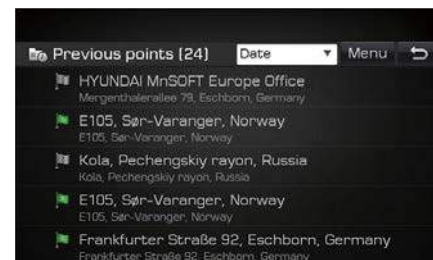 Previous points (24) Date Menu
HYUNDAI MnSOFT Europe Office
Mergenthalerallee 79, Eschborn, Germany
E105, Sør-Varanger, Norway
E105, Sør-Varanger, Norway
Kola, Pechengskiy rayon, Russia
Kola, Pechengskiy rayon, Russia
E105, Sør-Varanger, Norway
E105, Sør-Varanger, Norway
Frankfurter Straße 92, Eschborn, Germany
Frankfurter Straße 92, Eschborn, Germany